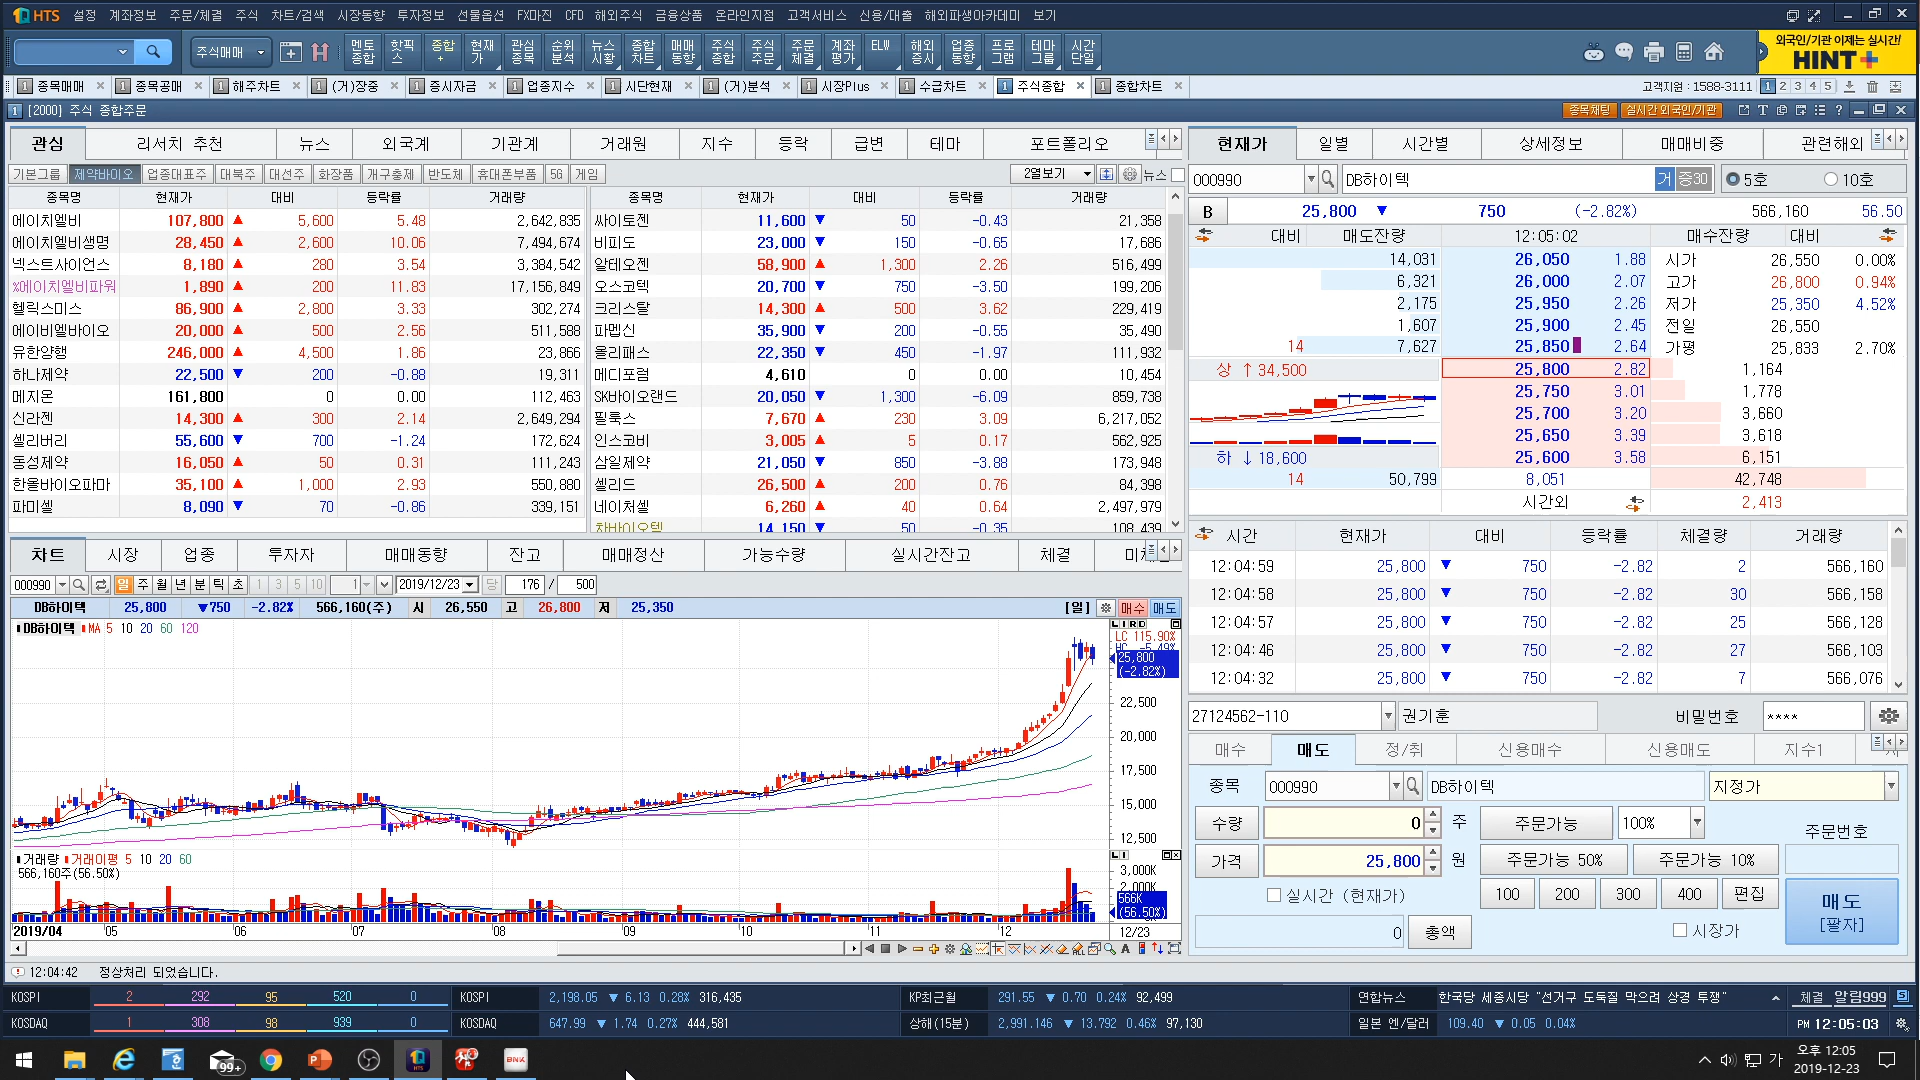 HTS 설정 계좌정보 주문/체결 주식 차트/검색 시장동향 투자정보 선물옵션 FX마진 CFD 해외주식 금융상품 온라인지점 고객서비스 신용/대출 해외파생아카데미 보기
주식매매 멘토종합 핫픽스 종합+ 현재가 관심종목 순위분석 뉴스시황 종합차트 매매동향 주식종합 주식주문 주문체결 계좌평가 ELW 해외증시 업종동향 프로그램 테마그룹 시간단일
외국인/기관 이제는 실시간! HINT+
1 종목매매 1 종목공매 1 해주차트 1 (거)장중 1 증시자금 1 업종지수 1 시단현재 1 (거)분석 1 시장Plus 1 수급차트 1 주식종합 1 종합차트 고객지원 : 1588-3111 1 2 3 4 5
1 [2000] 주식 종합주문 종목채팅 실시간 외국인/기관
관심 리서치 추천 뉴스 외국계 기관계 거래원 지수 등락 급변 테마 포트폴리오
기본그룹 제약바이오 업종대표주 대북주 대선주 화장품 개구충제 반도체 휴대폰부품 5G 게임 2열보기 뉴스
종목명 현재가 대비 등락률 거래량 종목명 현재가 대비 등락률 거래량
에이치엘비 107,800 ▲ 5,600 5.48 2,642,835 싸이토젠 11,600 ▼ 50 -0.43 21,358
에이치엘비생명 28,450 ▲ 2,600 10.06 7,494,674 비피도 23,000 ▼ 150 -0.65 17,686
넥스트사이언스 8,180 ▲ 280 3.54 3,384,542 알테오젠 58,900 ▲ 1,300 2.26 516,499
%에이치엘비파워 1,890 ▲ 200 11.83 17,156,849 오스코텍 20,700 ▼ 750 -3.50 199,206
헬릭스미스 86,900 ▲ 2,800 3.33 302,274 크리스탈 14,300 ▲ 500 3.62 229,419
에이비엘바이오 20,000 ▲ 500 2.56 511,588 파멥신 35,900 ▼ 200 -0.55 35,490
유한양행 246,000 ▲ 4,500 1.86 23,866 올리패스 22,350 ▼ 450 -1.97 111,932
하나제약 22,500 ▼ 200 -0.88 19,311 메디포럼 4,610 0 0.00 10,454
메지온 161,800 0 0.00 112,463 SK바이오랜드 20,050 ▼ 1,300 -6.09 859,738
신라젠 14,300 ▲ 300 2.14 2,649,294 필룩스 7,670 ▲ 230 3.09 6,217,052
셀리버리 55,600 ▼ 700 -1.24 172,624 인스코비 3,005 ▲ 5 0.17 562,925
동성제약 16,050 ▲ 50 0.31 111,243 삼일제약 21,050 ▼ 850 -3.88 173,948
한올바이오파마 35,100 ▲ 1,000 2.93 550,880 셀리드 26,500 ▲ 200 0.76 84,398
파미셀 8,090 ▼ 70 -0.86 339,151 네이처셀 6,260 ▲ 40 0.64 2,497,979
차바이오텍 14,150 ▼ 50 -0.35 108,439
현재가 일별 시간별 상세정보 매매비중 관련해외
000990 DB하이텍 거 중30 5호 10호
B 25,800 ▼ 750 (-2.82%) 566,160 56.50
대비 매도잔량 12:05:02 매수잔량 대비
14,031 26,050 1.88 시가 26,550 0.00%
6,321 26,000 2.07 고가 26,800 0.94%
2,175 25,950 2.26 저가 25,350 4.52%
1,607 25,900 2.45 전일 26,550
14 7,627 25,850 2.64 가평 25,833 2.70%
상 ↑ 34,500 25,800 2.82 1,164
25,750 3.01 1,778
25,700 3.20 3,660
25,650 3.39 3,618
하 ↓ 18,600 25,600 3.58 6,151
14 50,799 8,051 42,748
시간외 2,413
시간 현재가 대비 등락률 체결량 거래량
12:04:59 25,800 ▼ 750 -2.82 2 566,160
12:04:58 25,800 ▼ 750 -2.82 30 566,158
12:04:57 25,800 ▼ 750 -2.82 25 566,128
12:04:46 25,800 ▼ 750 -2.82 27 566,103
12:04:32 25,800 ▼ 750 -2.82 7 566,076
차트 시장 업종 투자자 매매동향 잔고 매매정산 가능수량 실시간잔고 체결
000990 일 주 월 년 분 틱 초 1 3 5 10 1 2019/12/23 당 176 / 500
DB하이텍 25,800 ▼750 -2.82% 566,160(주) 시 26,550 고 26,800 저 25,350 [일] 매수 매도
DB하이텍 MA 5 10 20 60 120
L I R D
LC 115.90%
HC -5.49%
25,800
(-2.82%)
22,500
20,000
17,500
15,000
12,500
거래량 거래이평 5 10 20 60
566,160주(56.50%)
L I
3,000K
2,000K
566K
(56.50%)
2019/04 05 06 07 08 09 10 11 12 12/23
27124562-110 권기훈 비밀번호 ****
매수 매도 정/취 신용매수 신용매도 지수1
종목 000990 DB하이텍 지정가
수량 0 주 주문가능 100% 주문번호
가격 25,800 원 주문가능 50% 주문가능 10%
실시간 (현재가) 100 200 300 400 편집 매도
[팔자]
0 총액 시장가
12:04:42 정상처리 되었습니다.
KOSPI 2 292 95 520 0 KOSPI 2,198.05 ▼ 6.13 0.28% 316,435 KP최근월 291.55 ▼ 0.70 0.24% 92,499 연합뉴스 한국당 세종시당 "선거구 도둑질 막으려 상경 투쟁" 체결 알림999
KOSDAQ 1 308 98 939 0 KOSDAQ 647.99 ▼ 1.74 0.27% 444,581 상해(15분) 2,991.146 ▼ 13.792 0.46% 97,130 일본 엔/달러 109.40 ▼ 0.05 0.04% PM 12:05:03
99+ HTS BNK 가 오후 12:05
2019-12-23